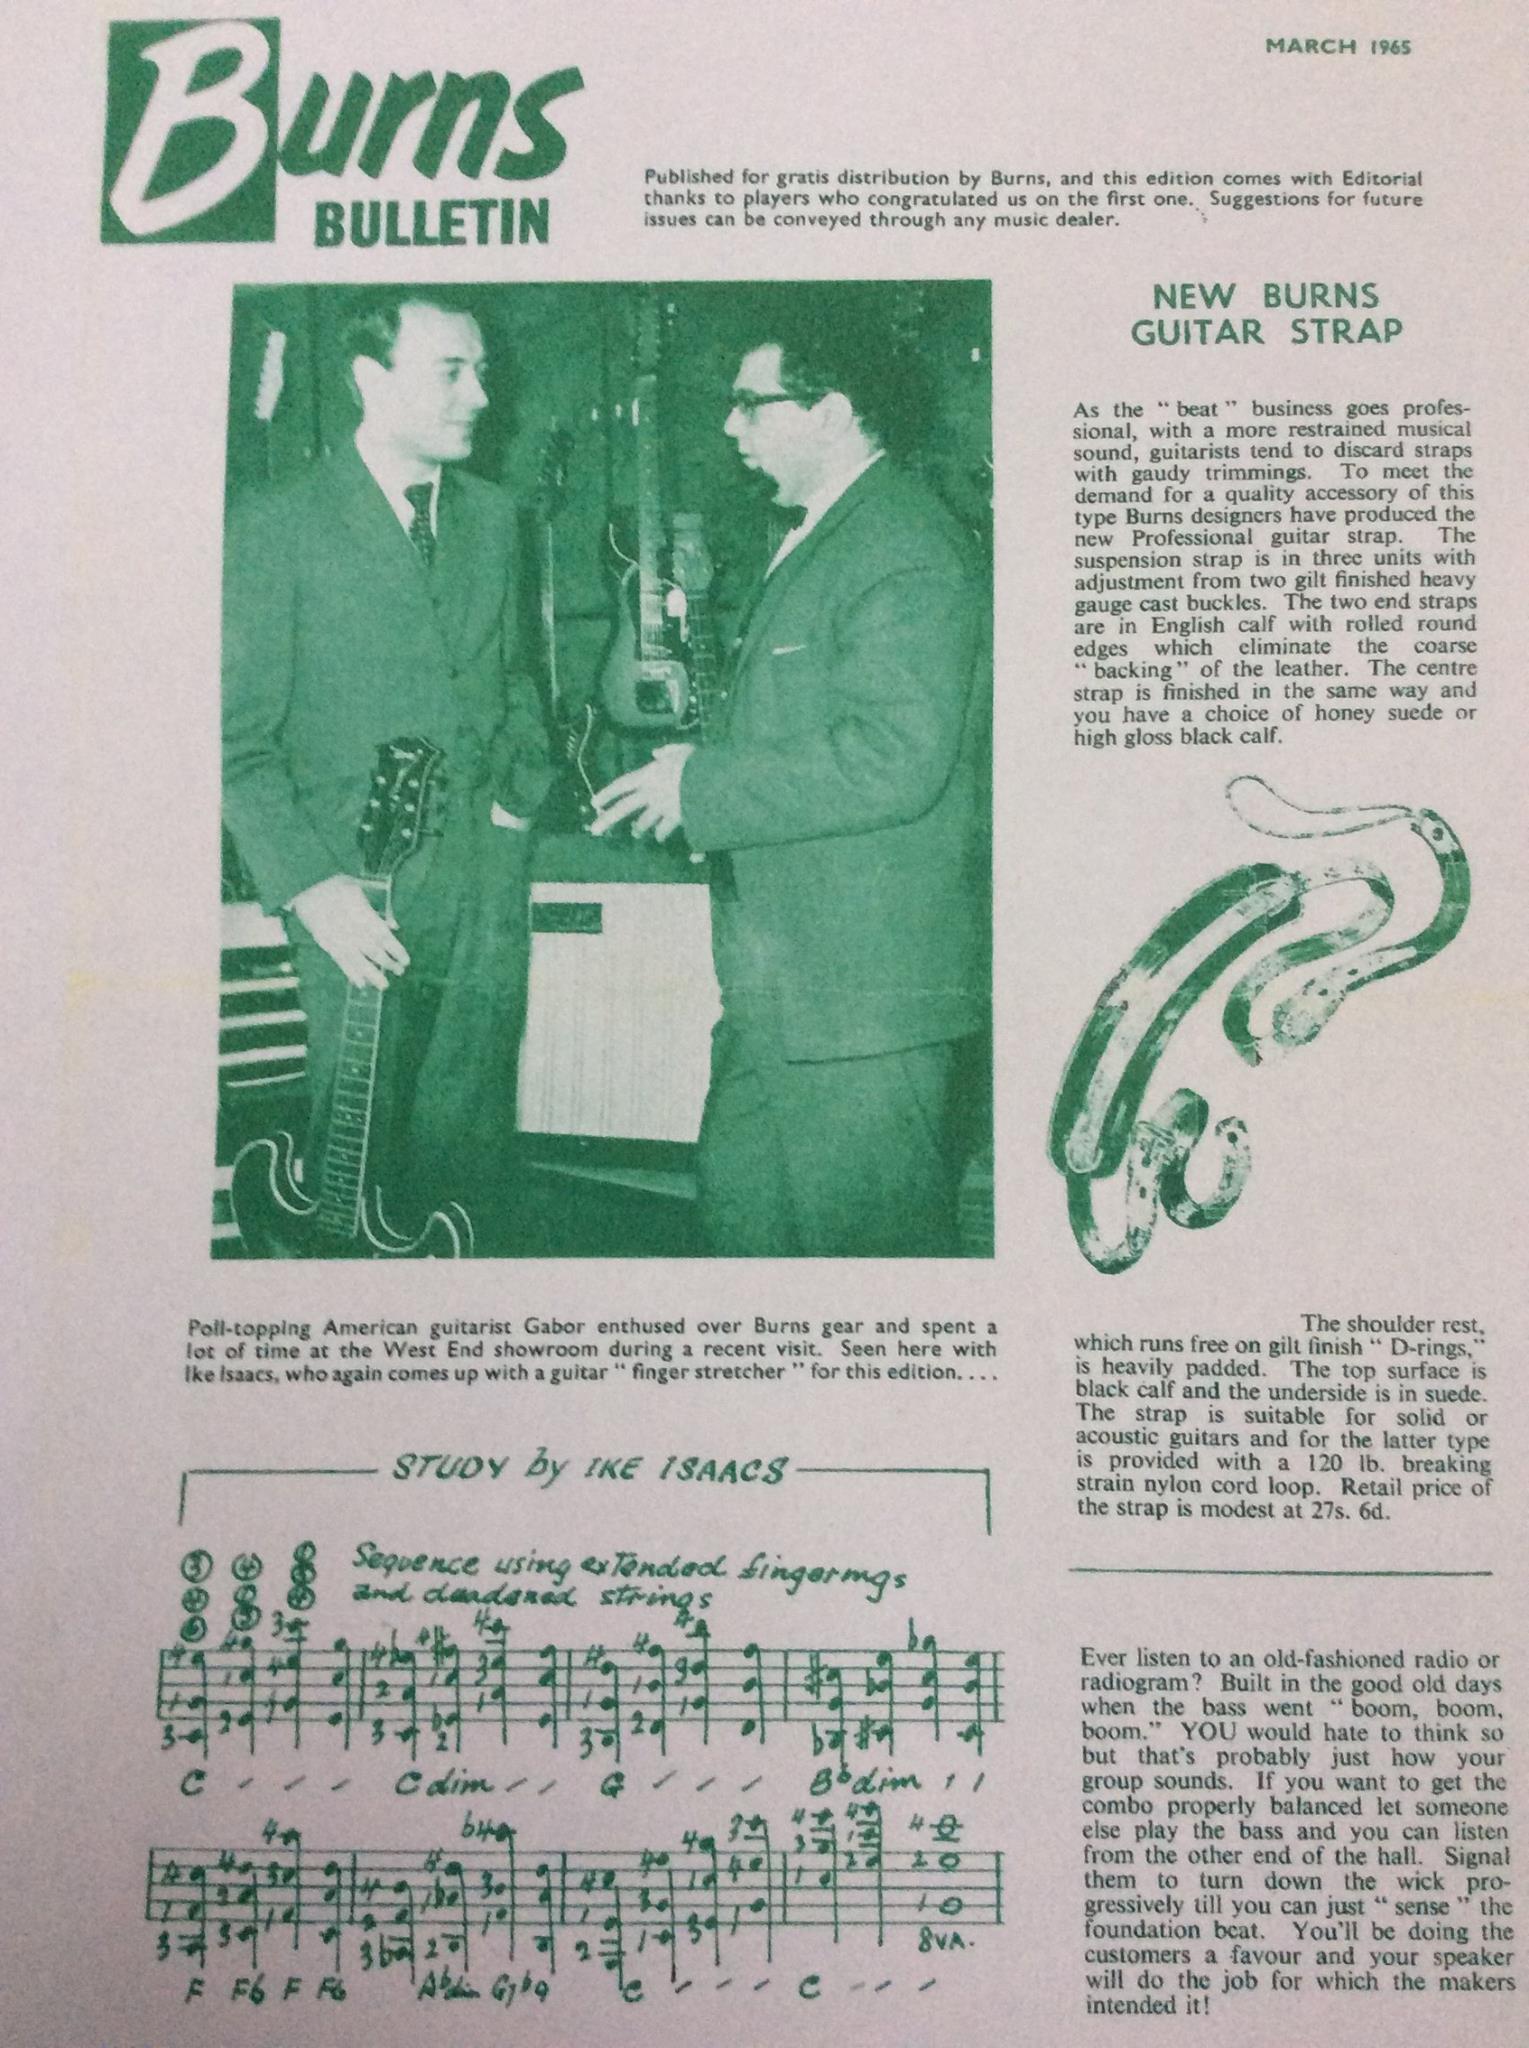 Burns
BULLETIN
MARCH 1965
Published for gratis distribution by Burns, and this edition comes with Editorial
thanks to players who congratulated us on the first one. Suggestions for future
issues can be conveyed through any music dealer.
NEW BURNS
GUITAR STRAP
As the “ beat ” business goes profes-
sional, with a more restrained musical
sound, guitarists tend to discard straps
with gaudy trimmings. To meet the
demand for a quality accessory of this
type Burns designers have produced the
new Professional guitar strap. The
suspension strap is in three units with
adjustment from two gilt finished heavy
gauge cast buckles. The two end straps
are in English calf with rolled round
edges which eliminate the coarse
“ backing ” of the leather. The centre
strap is finished in the same way and
you have a choice of honey suede or
high gloss black calf.
The shoulder rest,
which runs free on gilt finish “ D-rings,”
is heavily padded. The top surface is
black calf and the underside is in suede.
The strap is suitable for solid or
acoustic guitars and for the latter type
is provided with a 120 lb. breaking
strain nylon cord loop. Retail price of
the strap is modest at 27s. 6d.
Poll-topping American guitarist Gabor enthused over Burns gear and spent a
lot of time at the West End showroom during a recent visit. Seen here with
Ike Isaacs, who again comes up with a guitar “ finger stretcher ” for this edition. . . .
STUDY by IKE ISAACS
Sequence using extended fingerings
and deadened strings
C - - - C dim - - G - - - Bb dim
F F6 F F6 Abdim G7b9 C - - - C - - -
8VA.
Ever listen to an old-fashioned radio or
radiogram? Built in the good old days
when the bass went “ boom, boom,
boom.” YOU would hate to think so
but that's probably just how your
group sounds. If you want to get the
combo properly balanced let someone
else play the bass and you can listen
from the other end of the hall. Signal
them to turn down the wick pro-
gressively till you can just “ sense ” the
foundation beat. You'll be doing the
customers a favour and your speaker
will do the job for which the makers
intended it!